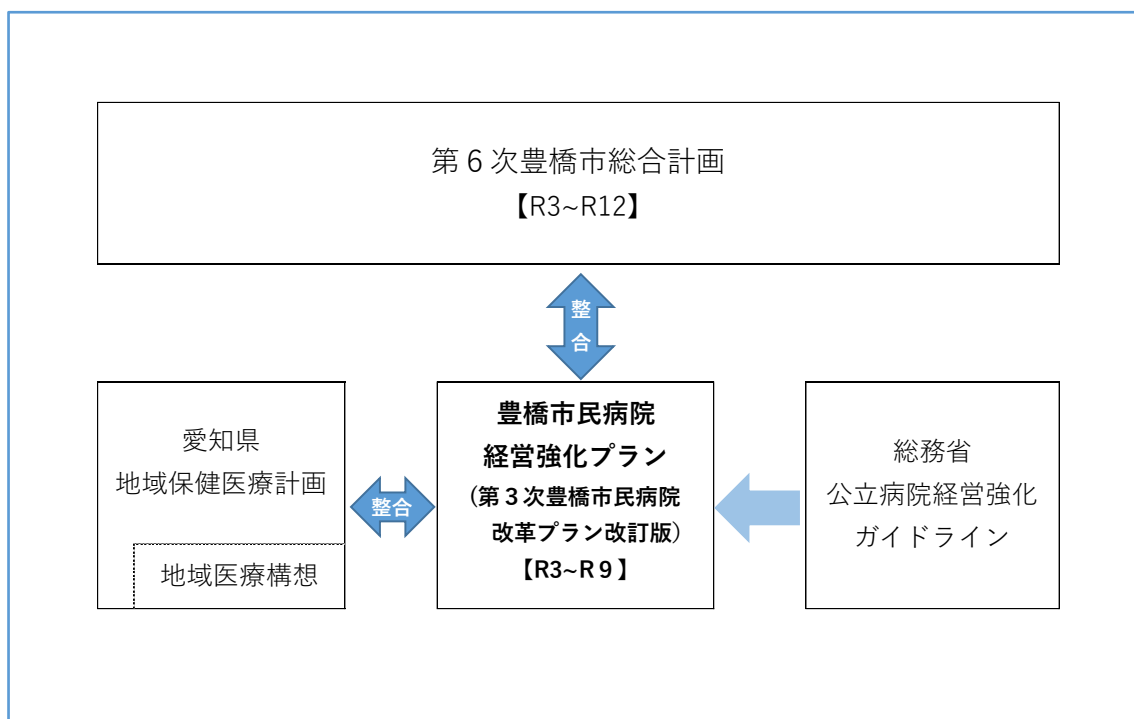 第６次豊橋市総合計画
【R3~R12】
整
合
愛知県
地域保健医療計画
地域医療構想
整合
豊橋市民病院
経営強化プラン
(第３次豊橋市民病院
改革プラン改訂版)
【R3~R９】
総務省
公立病院経営強化
ガイドライン